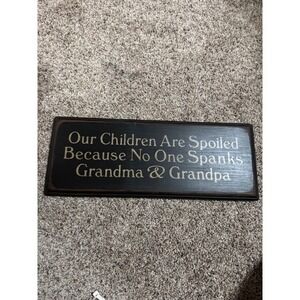 Our Children Are Spoiled
Because No One Spanks
Grandma & Grandpa